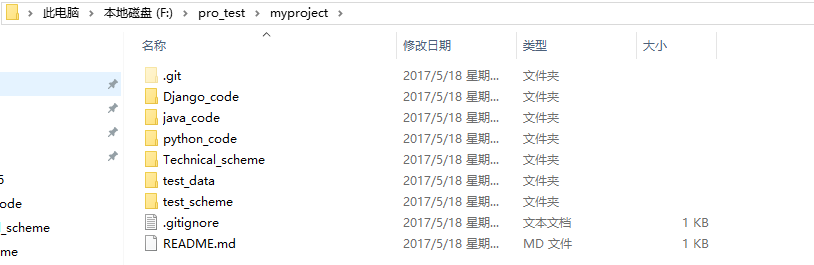 此电脑 本地磁盘 (F:) pro_test myproject
名称 修改日期 类型 大小
.git 2017/5/18 星期... 文件夹
Django_code 2017/5/18 星期... 文件夹
java_code 2017/5/18 星期... 文件夹
python_code 2017/5/18 星期... 文件夹
Technical_scheme 2017/5/18 星期... 文件夹
test_data 2017/5/18 星期... 文件夹
test_scheme 2017/5/18 星期... 文件夹
.gitignore 2017/5/18 星期... 文本文档 1 KB
README.md 2017/5/18 星期... MD 文件 1 KB
ode
l_scheme
me